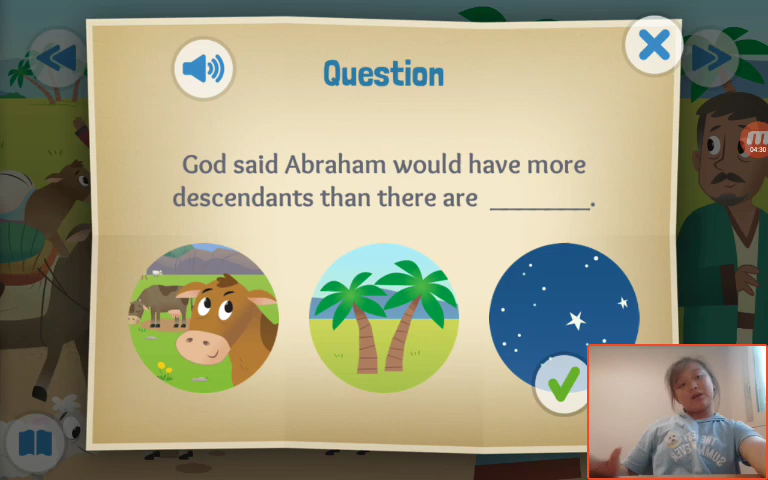 Question
God said Abraham would have more
descendants than there are ________.
04:30